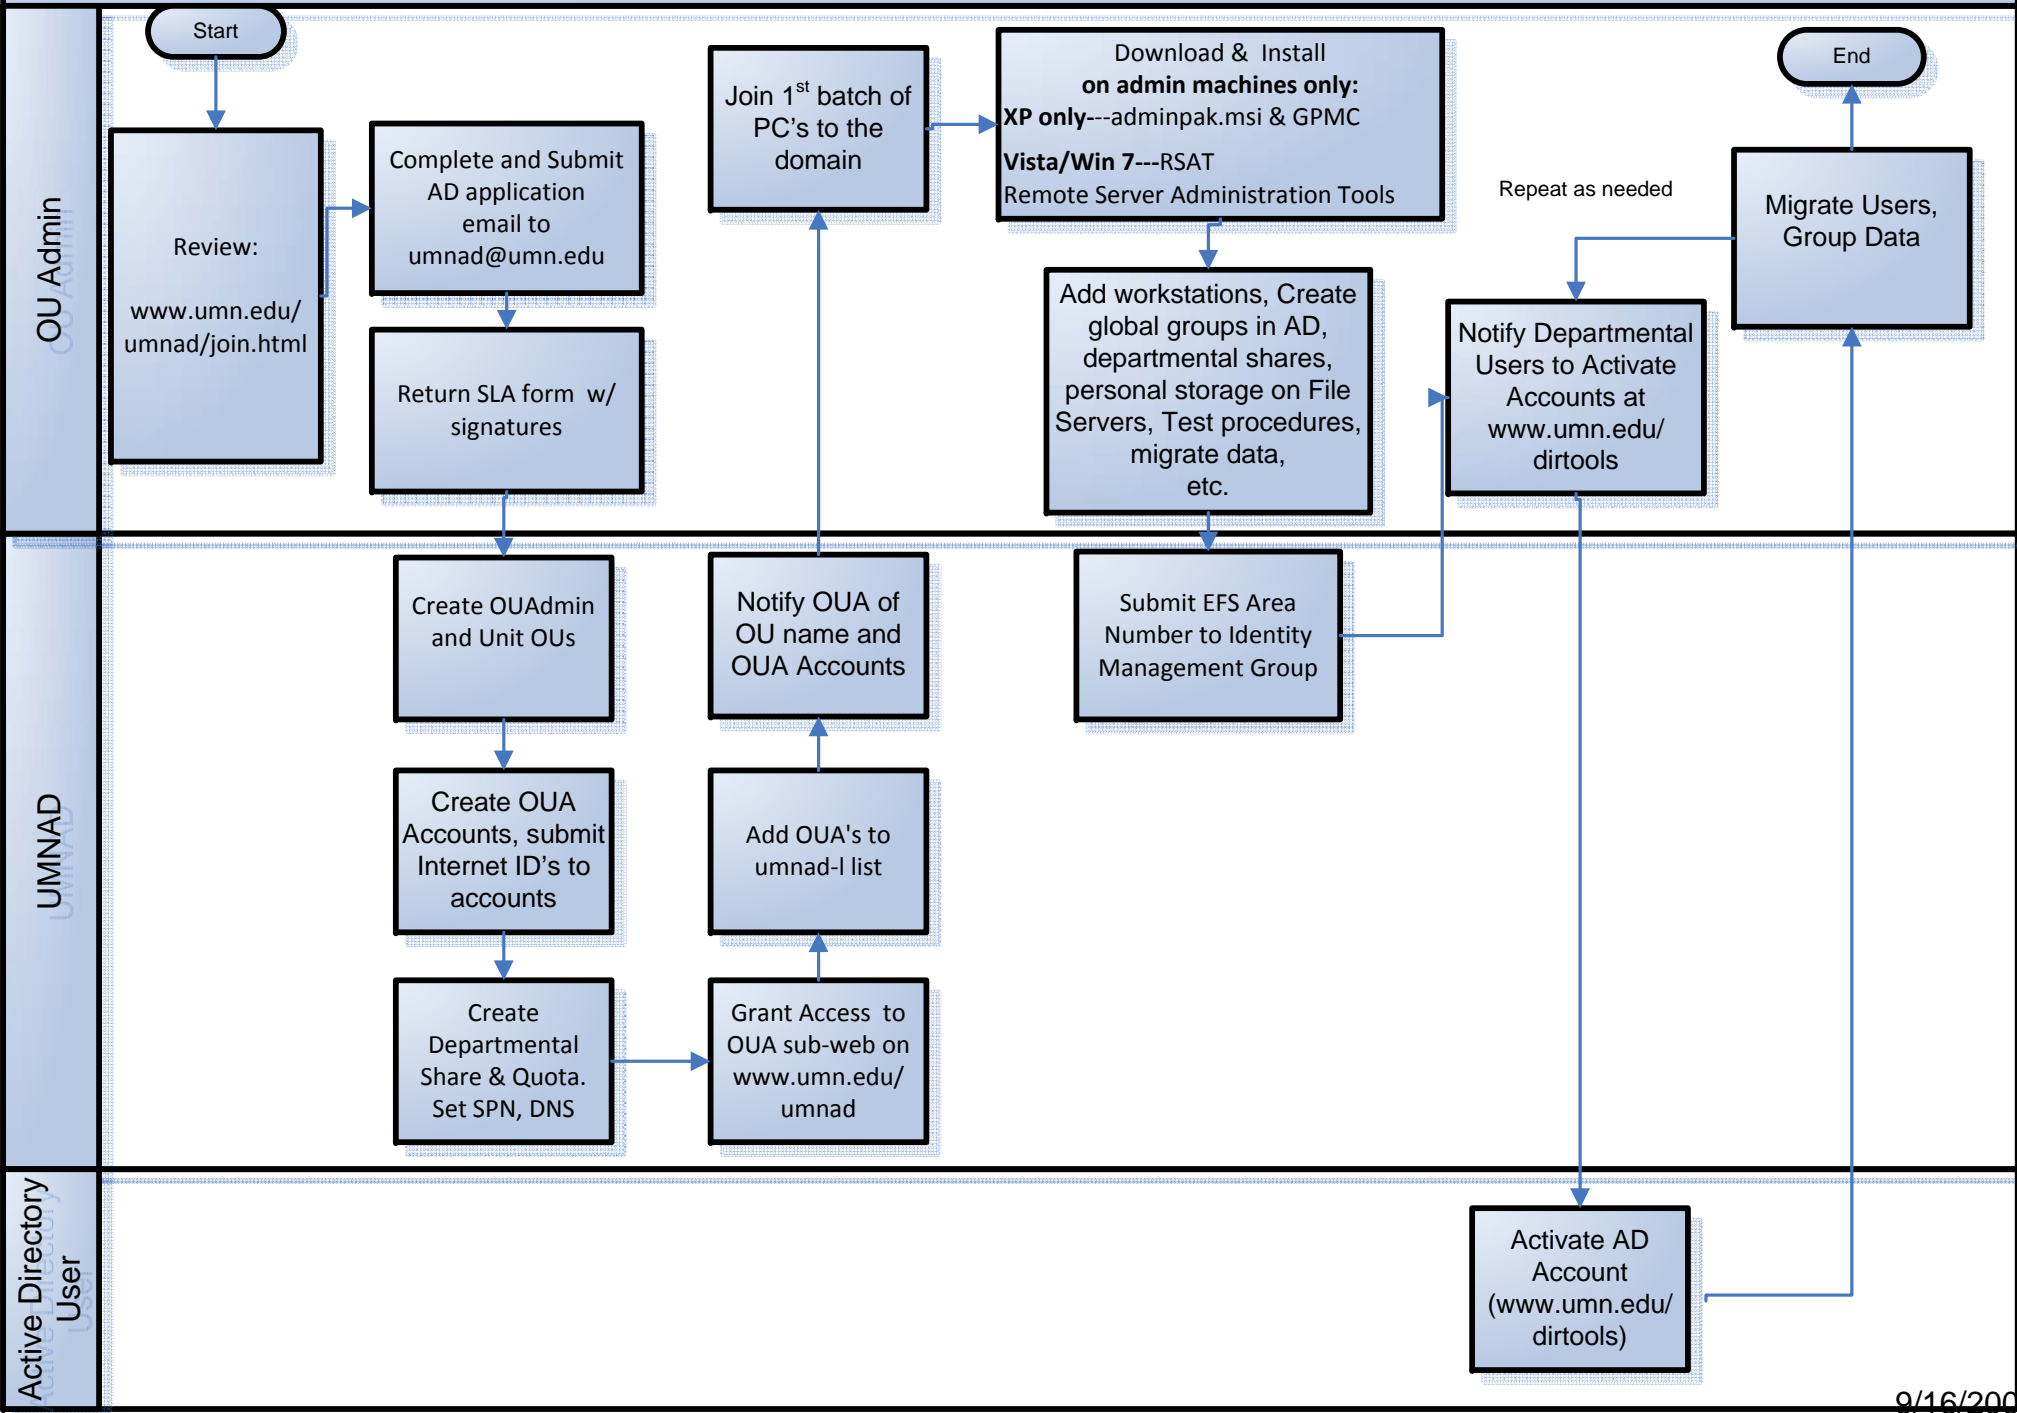 OU Admin
Start
Review:
www.umn.edu/
umnad/join.html
Complete and Submit
AD application
email to
umnad@umn.edu
Return SLA form w/
signatures
Join 1st batch of
PC's to the
domain
Download & Install
on admin machines only:
XP only---adminpak.msi & GPMC
Vista/Win 7---RSAT
Remote Server Administration Tools
Add workstations, Create
global groups in AD,
departmental shares,
personal storage on File
Servers, Test procedures,
migrate data,
etc.
Repeat as needed
Notify Departmental
Users to Activate
Accounts at
www.umn.edu/
dirtools
End
Migrate Users,
Group Data
UMNAD
Create OUAdmin
and Unit OUs
Create OUA
Accounts, submit
Internet ID’s to
accounts
Create
Departmental
Share & Quota.
Set SPN, DNS
Grant Access to
OUA sub-web on
www.umn.edu/
umnad
Add OUA's to
umnad-l list
Notify OUA of
OU name and
OUA Accounts
Submit EFS Area
Number to Identity
Management Group
Active Directory
User
Activate AD
Account
(www.umn.edu/
dirtools)
9/16/200